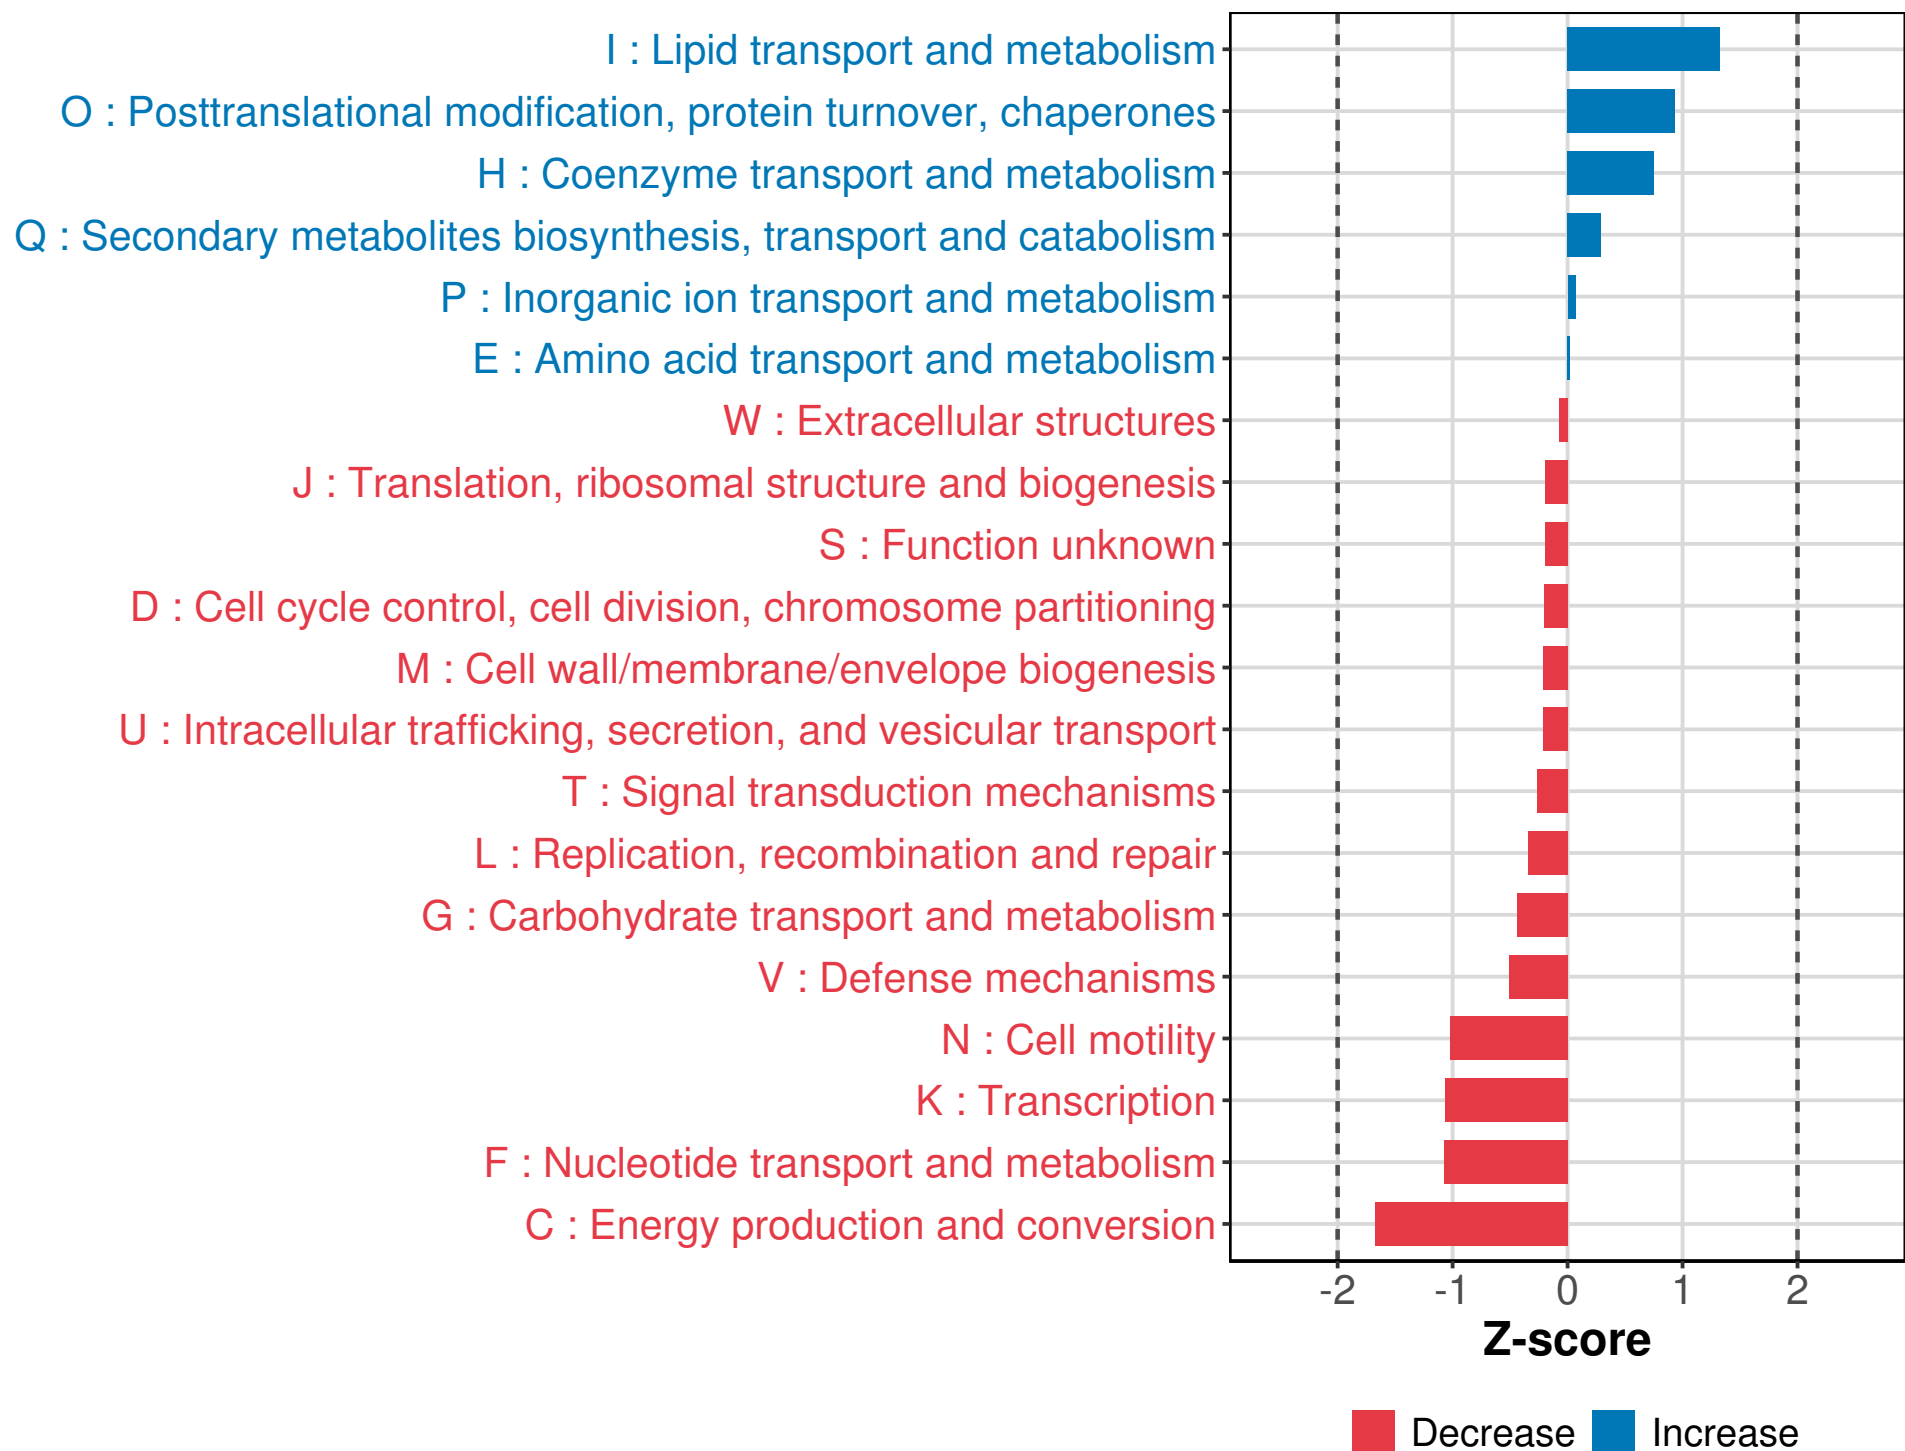 I : Lipid transport and metabolism
O : Posttranslational modification, protein turnover, chaperones
H : Coenzyme transport and metabolism
Q : Secondary metabolites biosynthesis, transport and catabolism
P : Inorganic ion transport and metabolism
E : Amino acid transport and metabolism
W : Extracellular structures
J : Translation, ribosomal structure and biogenesis
S : Function unknown
D : Cell cycle control, cell division, chromosome partitioning
M : Cell wall/membrane/envelope biogenesis
U : Intracellular trafficking, secretion, and vesicular transport
T : Signal transduction mechanisms
L : Replication, recombination and repair
G : Carbohydrate transport and metabolism
V : Defense mechanisms
N : Cell motility
K : Transcription
F : Nucleotide transport and metabolism
C : Energy production and conversion
-2 -1 0 1 2
Z-score
Decrease Increase